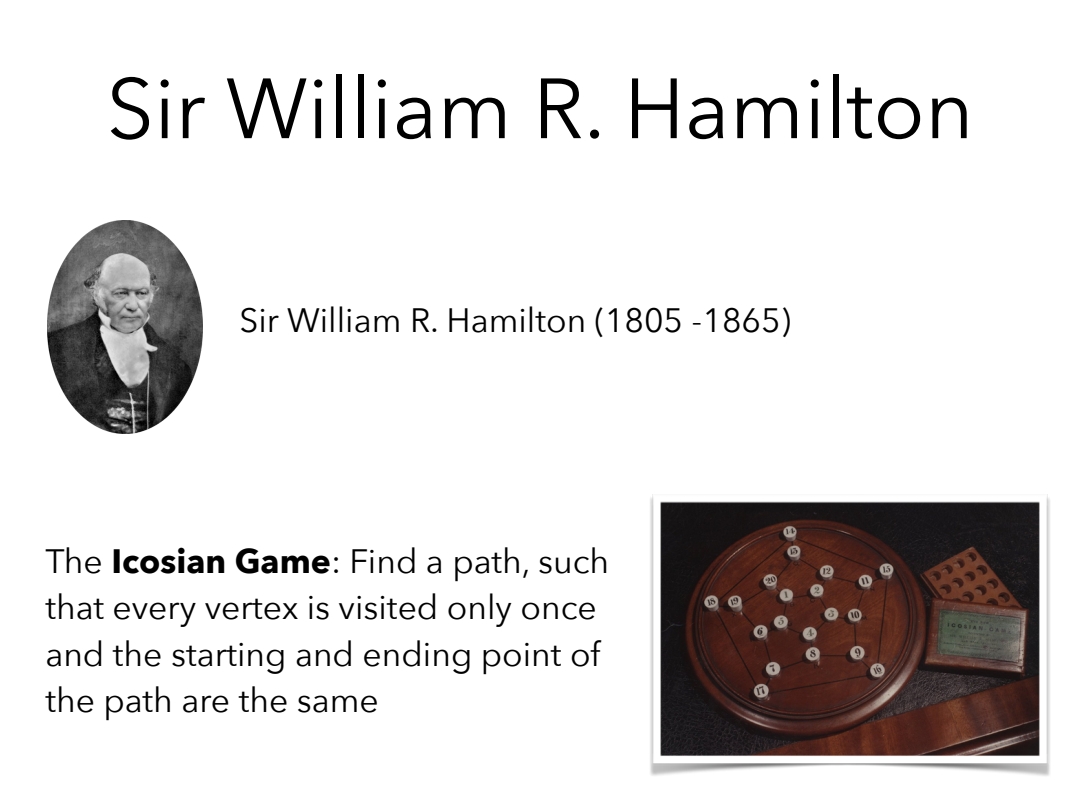 Sir William R. Hamilton
Sir William R. Hamilton (1805 -1865)
The Icosian Game: Find a path, such
that every vertex is visited only once
and the starting and ending point of
the path are the same
14
15
12
13
20
11
18
19
1
2
3
10
6
5
4
8
9
7
16
17
ICOSIAN GAME